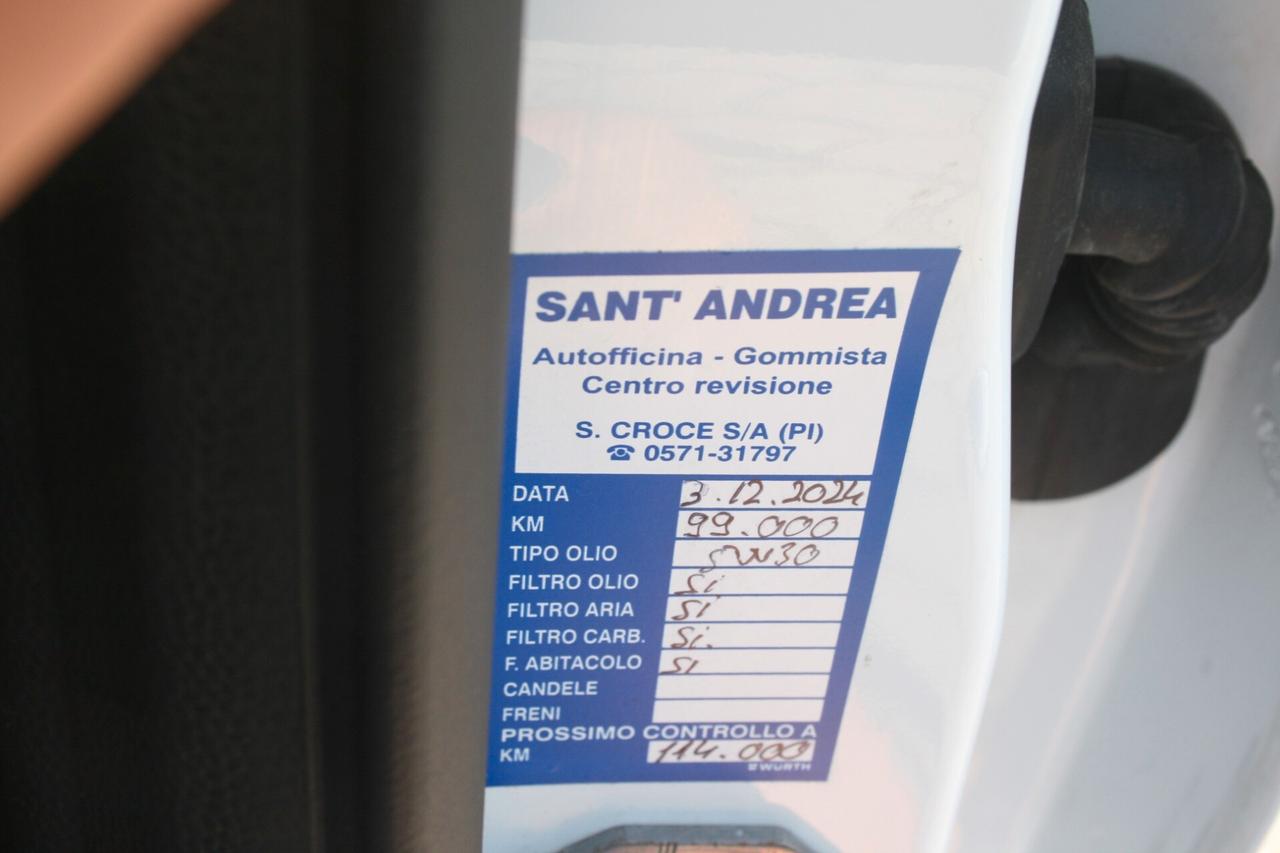 SANT' ANDREA
Autofficina - Gommista
Centro revisione
S. CROCE S/A (PI)
☎ 0571-31797
DATA 3.12.2024
KM 99.000
TIPO OLIO 5W30
FILTRO OLIO Si
FILTRO ARIA Si
FILTRO CARB. Si.
F. ABITACOLO Si
CANDELE
FRENI
PROSSIMO CONTROLLO A
KM 114.000
WÜRTH